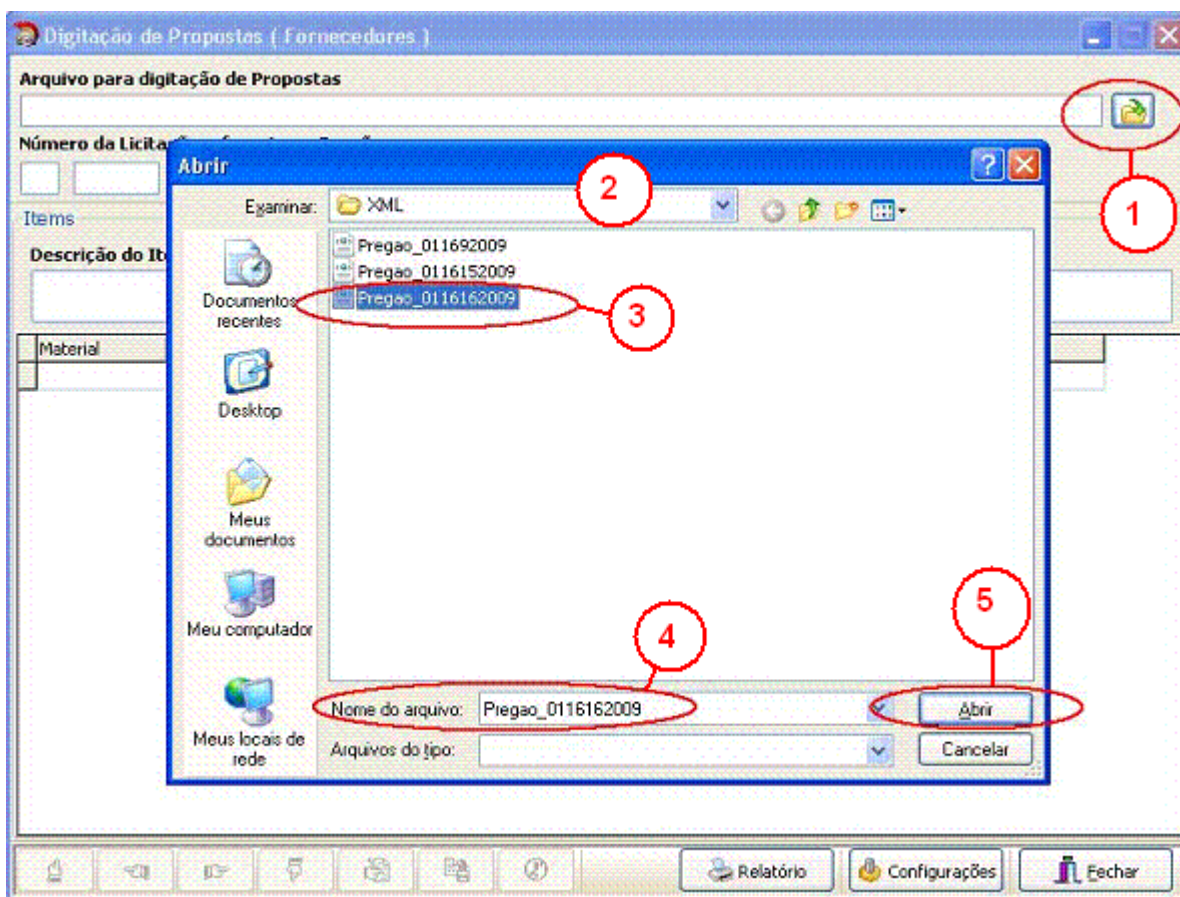 Digitação de Propostas ( Fornecedores )
Arquivo para digitação de Propostas
Número da Licita
1
Abrir
Examinar: XML
2
Items
Descrição do It
Pregao_011692009
Pregao_0116152009
Pregao_0116162009
3
Documentos
recentes
Material
Desktop
Meus
documentos
Meu computador
4
5
Nome do arquivo: Pregao_0116162009 Abrir
Meus locais de
rede
Arquivos do tipo: Cancelar
Relatório Configurações Fechar